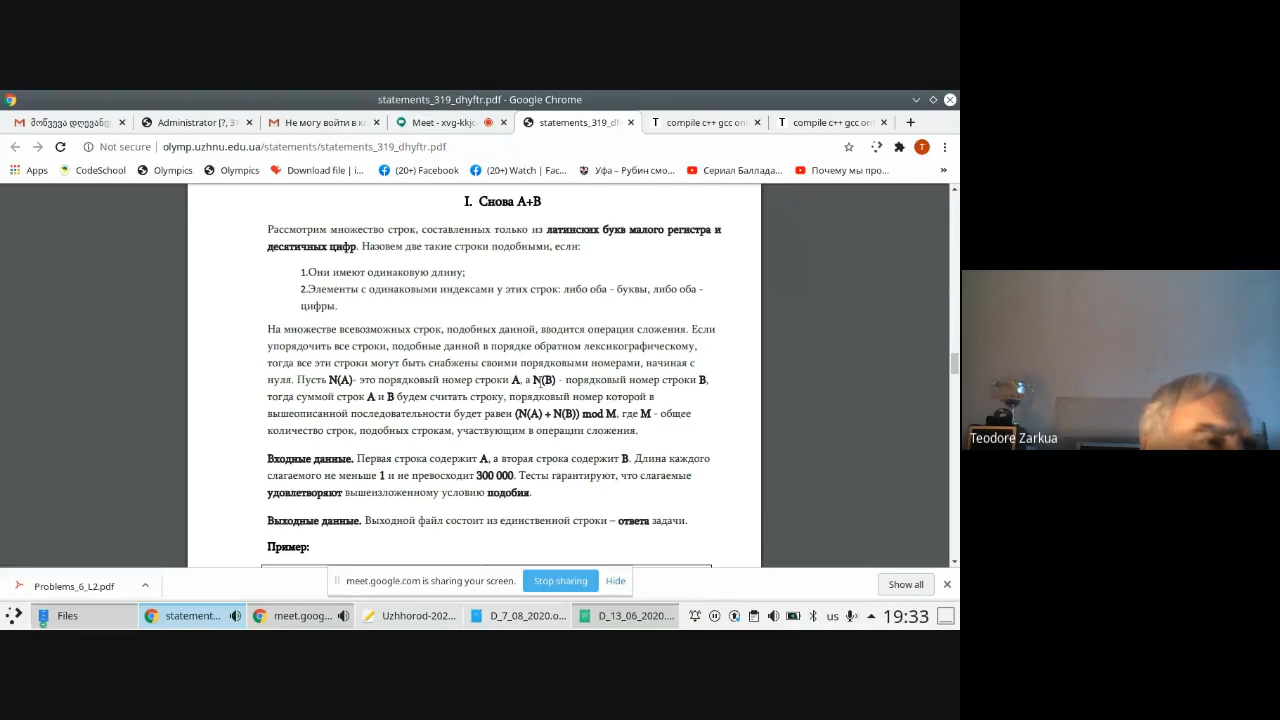 statements_319_dhyftr.pdf - Google Chrome
მოწვევა დღევანდ
Administrator [?, 3
Не могу войти в к
Meet - xvg-kkjc
statements_319_dh
compile c++ gcc onl
compile c++ gcc onl
Not secure | olymp.uzhnu.edu.ua/statements/statements_319_dhyftr.pdf
T
Apps
CodeSchool
Olympics
Olympics
Download file | i...
(20+) Facebook
(20+) Watch | Fac...
Уфа – Рубин смо...
Сериал Баллада...
Почему мы про...
»
I. Снова А+В
Рассмотрим множество строк, составленных только из латинских букв малого регистра и
десятичных цифр. Назовем две такие строки подобными, если:
1.Они имеют одинаковую длину;
2.Элементы с одинаковыми индексами у этих строк: либо оба - буквы, либо оба -
цифры.
На множестве всевозможных строк, подобных данной, вводится операция сложения. Если
упорядочить все строки, подобные данной в порядке обратном лексикографическому,
тогда все эти строки могут быть снабжены своими порядковыми номерами, начиная с
нуля. Пусть N(A)- это порядковый номер строки А, а N(B) - порядковый номер строки В,
тогда суммой строк А и В будем считать строку, порядковый номер которой в
вышеописанной последовательности будет равен (N(A) + N(B)) mod M, где М - общее
количество строк, подобных строкам, участвующим в операции сложения.
Входные данные. Первая строка содержит А, а вторая строка содержит В. Длина каждого
слагаемого не меньше 1 и не превосходит 300 000. Тесты гарантируют, что слагаемые
удовлетворяют вышеизложенному условию подобия.
Выходные данные. Выходной файл состоит из единственной строки – ответа задачи.
Пример:
Teodore Zarkua
Problems_6_L2.pdf
meet.google.com is sharing your screen.
Stop sharing
Hide
Show all
Files
statement...
meet.goog...
Uzhhorod-202...
D_7_08_2020.o...
D_13_06_2020....
us
19:33